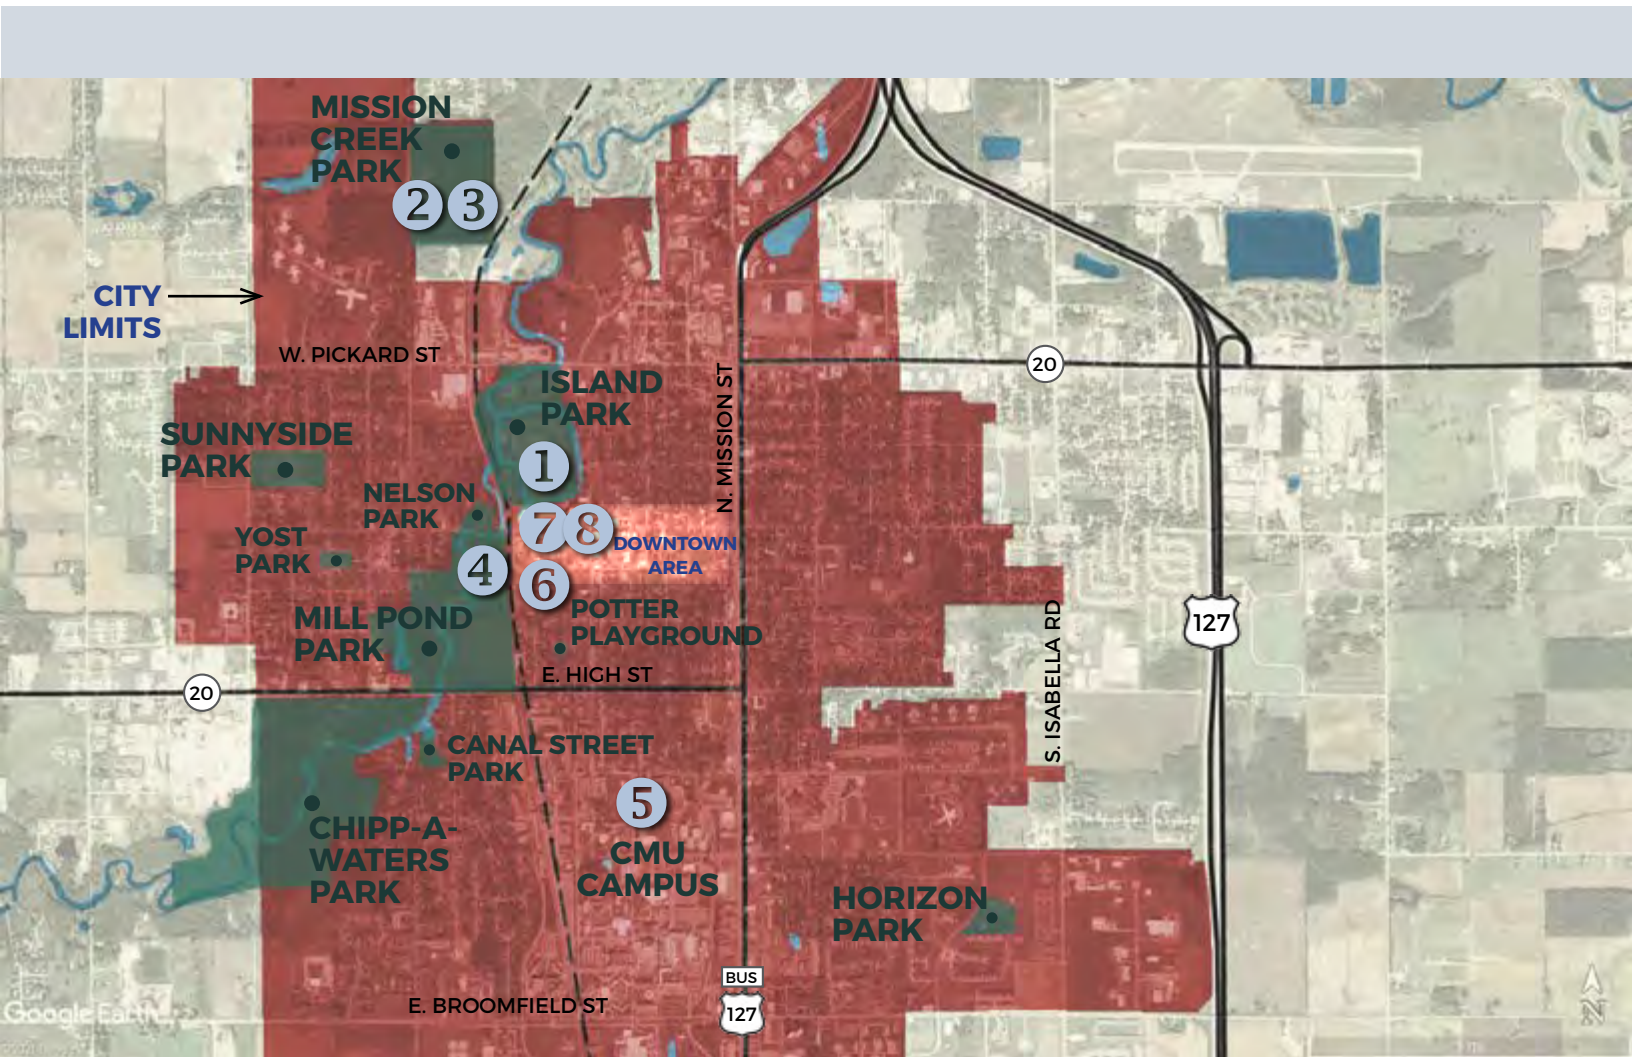 MISSION
CREEK
PARK
2
3
CITY
LIMITS
W. PICKARD ST
20
ISLAND
PARK
1
N. MISSION ST
SUNNYSIDE
PARK
NELSON
PARK
7
8
DOWNTOWN
AREA
YOST
PARK
4
6
POTTER
PLAYGROUND
MILL POND
PARK
127
S. ISABELLA RD
E. HIGH ST
20
CANAL STREET
PARK
5
CMU
CAMPUS
CHIPP-A-
WATERS
PARK
HORIZON
PARK
BUS
127
E. BROOMFIELD ST
Google Earth
N